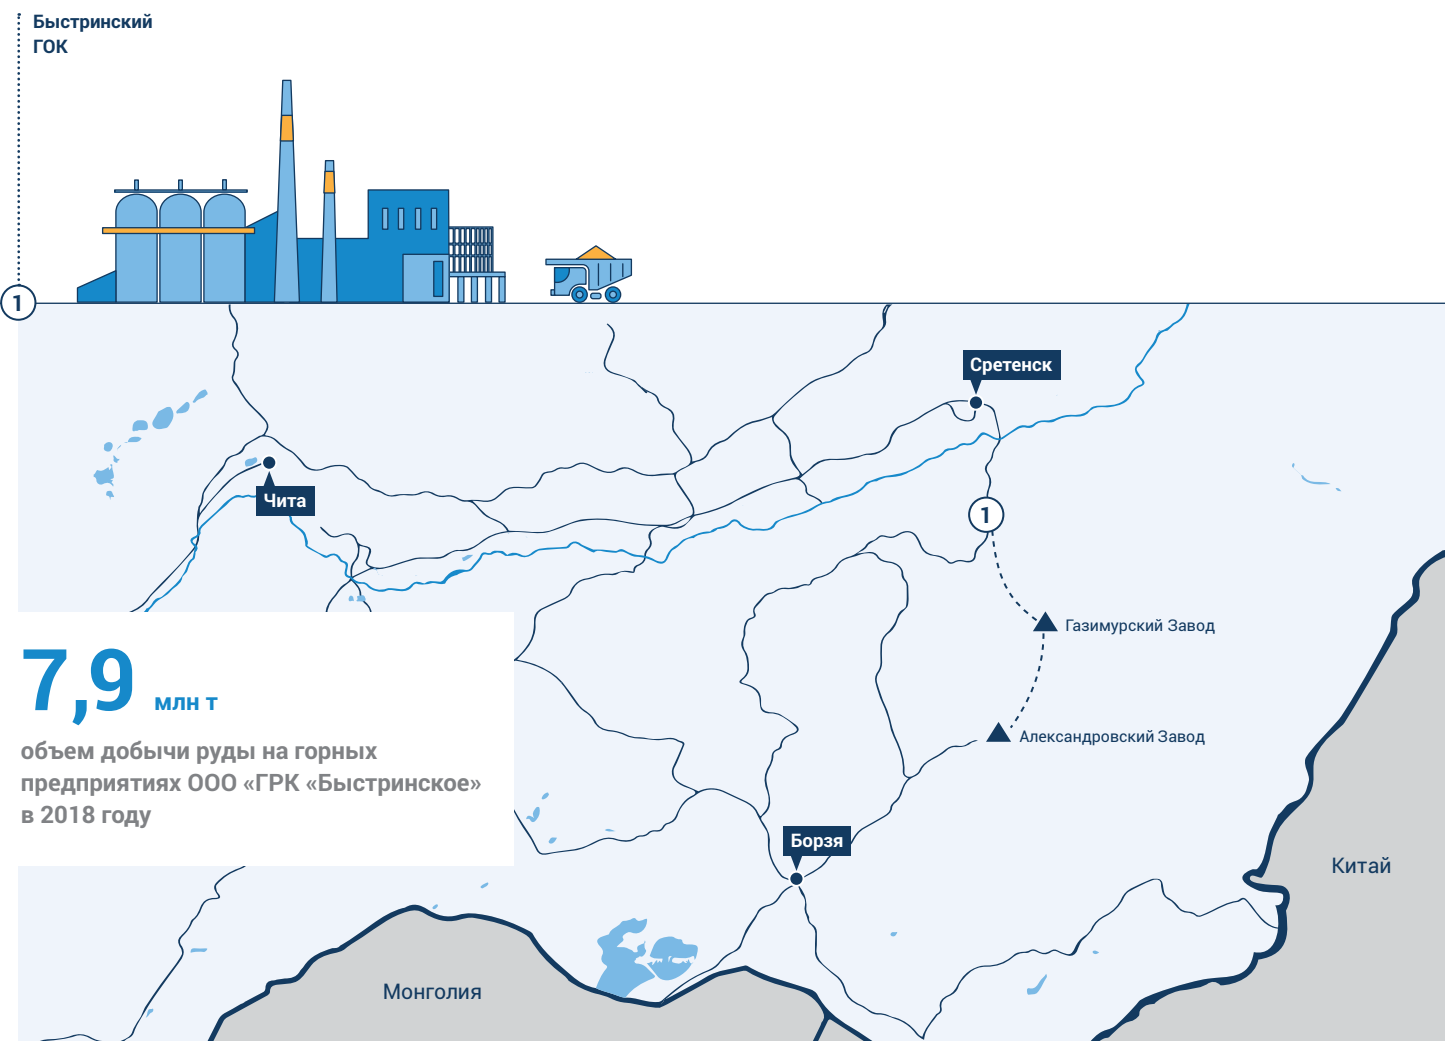 Быстринский
ГОК
1
Сретенск
Чита
1
Газимурский Завод
7,9 млн т
объем добычи руды на горных
предприятиях ООО «ГРК «Быстринское»
в 2018 году
Александровский Завод
Борзя
Китай
Монголия